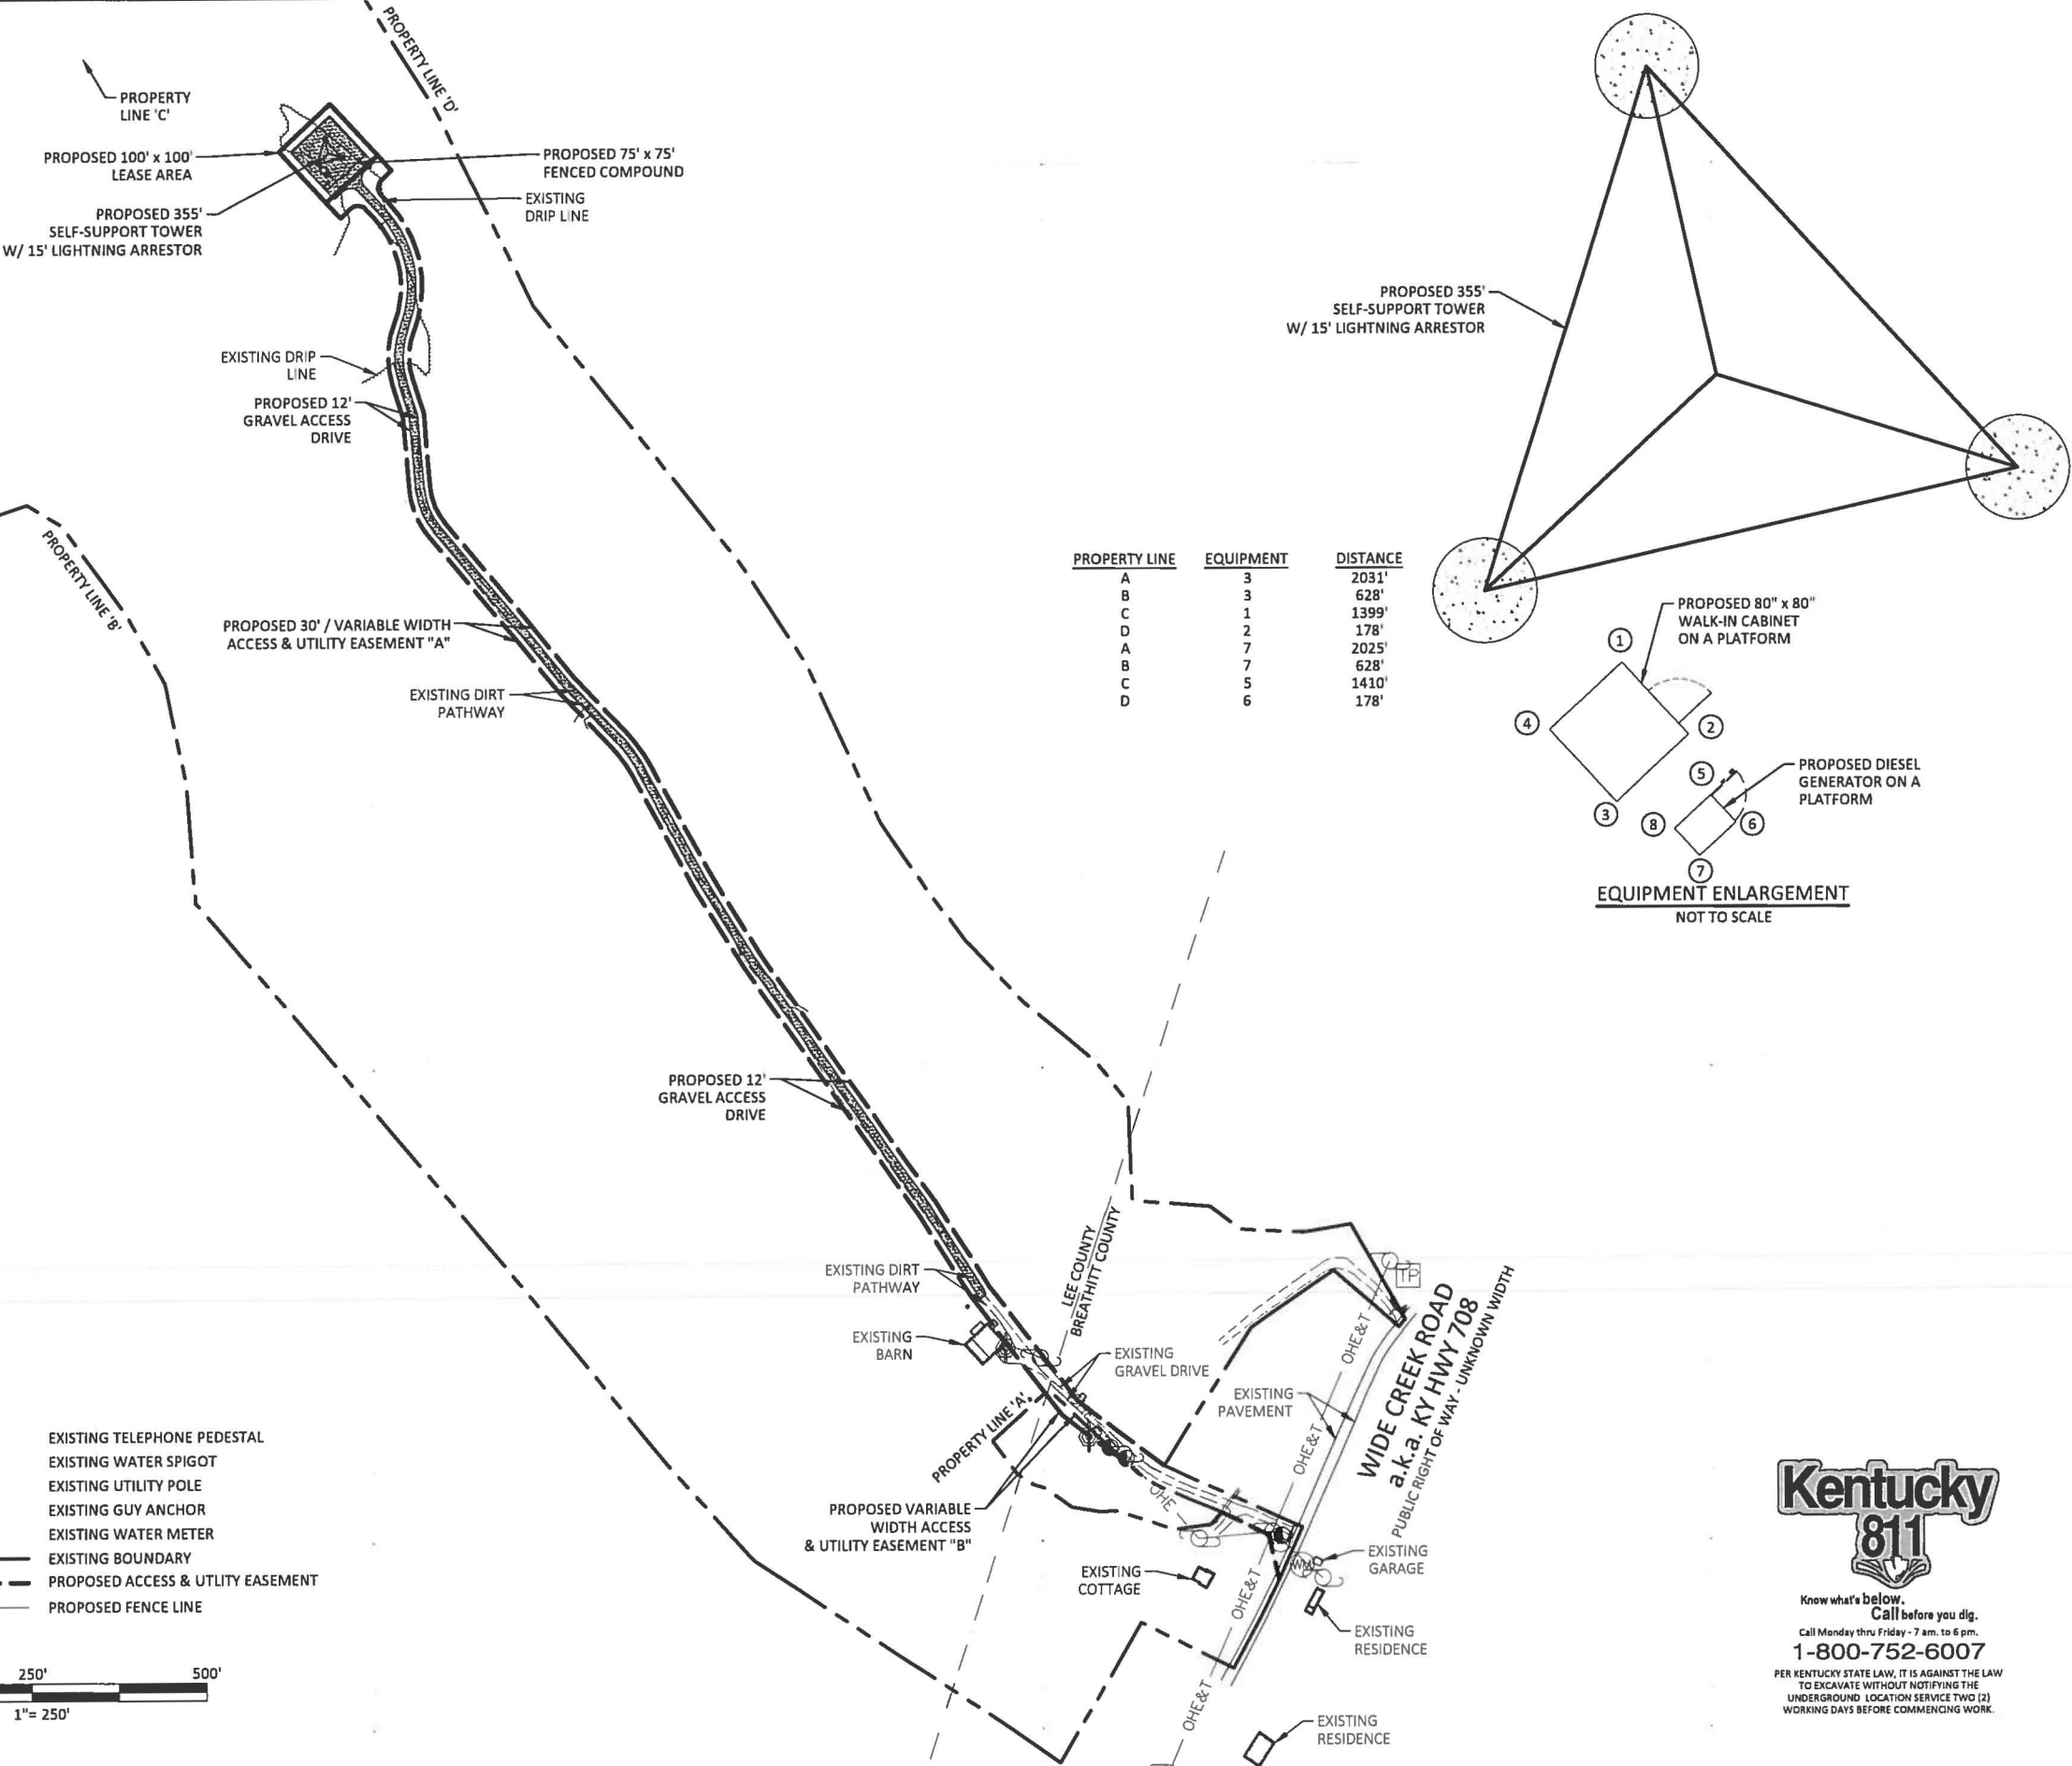 PROPERTY LINE 'D'
PROPERTY
LINE 'C'
PROPOSED 100' x 100'
LEASE AREA
PROPOSED 75' x 75'
FENCED COMPOUND
EXISTING
DRIP LINE
PROPOSED 355'
SELF-SUPPORT TOWER
W/ 15' LIGHTNING ARRESTOR
PROPOSED 355'
SELF-SUPPORT TOWER
W/ 15' LIGHTNING ARRESTOR
EXISTING DRIP
LINE
PROPOSED 12'
GRAVEL ACCESS
DRIVE
PROPERTY LINE 'B'
PROPOSED 30' / VARIABLE WIDTH
ACCESS & UTILITY EASEMENT "A"
EXISTING DIRT
PATHWAY
PROPERTY LINE EQUIPMENT DISTANCE
A 3 2031'
B 3 628'
C 1 1399'
D 2 178'
A 7 2025'
B 7 628'
C 5 1410'
D 6 178'
PROPOSED 80" x 80"
WALK-IN CABINET
ON A PLATFORM
1
4
2
3
5
PROPOSED DIESEL
GENERATOR ON A
PLATFORM
8
6
7
EQUIPMENT ENLARGEMENT
NOT TO SCALE
PROPOSED 12'
GRAVEL ACCESS
DRIVE
LEE COUNTY
BREATHITT COUNTY
EXISTING DIRT
PATHWAY
EXISTING
BARN
EXISTING
GRAVEL DRIVE
TP
OHE&T
EXISTING
PAVEMENT
WIDE CREEK ROAD
a.k.a. KY HWY 708
PUBLIC RIGHT OF WAY - UNKNOWN WIDTH
PROPERTY LINE 'A'
OHE&T
OHE
PROPOSED VARIABLE
WIDTH ACCESS
& UTILITY EASEMENT "B"
EXISTING
COTTAGE
WM
EXISTING
GARAGE
OHE&T
EXISTING
RESIDENCE
OHE&T
EXISTING
RESIDENCE
EXISTING TELEPHONE PEDESTAL
EXISTING WATER SPIGOT
EXISTING UTILITY POLE
EXISTING GUY ANCHOR
EXISTING WATER METER
EXISTING BOUNDARY
PROPOSED ACCESS & UTLITY EASEMENT
PROPOSED FENCE LINE
250' 500'
1"= 250'
Kentucky
811
Know what's below.
Call before you dig.
Call Monday thru Friday - 7 am. to 6 pm.
1-800-752-6007
PER KENTUCKY STATE LAW, IT IS AGAINST THE LAW
TO EXCAVATE WITHOUT NOTIFYING THE
UNDERGROUND LOCATION SERVICE TWO (2)
WORKING DAYS BEFORE COMMENCING WORK.